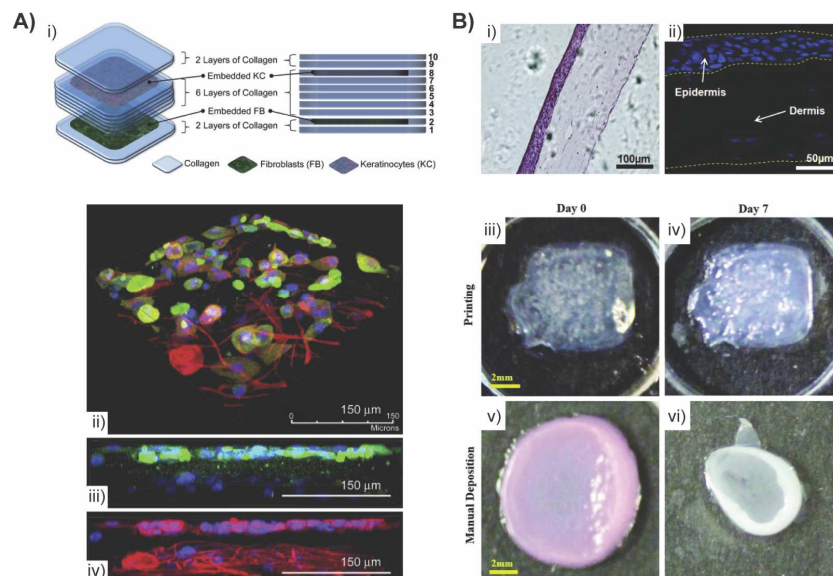 A)
i)
2 Layers of Collagen
Embedded KC
6 Layers of Collagen
Embedded FB
2 Layers of Collagen
10
9
8
7
6
5
4
3
2
1
Collagen
Fibroblasts (FB)
Keratinocytes (KC)
ii)
150 µm
0
150
Microns
iii)
150 µm
iv)
150 µm
B)
i)
100µm
ii)
Epidermis
Dermis
50µm
Day 0
Day 7
Printing
iii)
2mm
iv)
Manual Deposition
v)
2mm
vi)